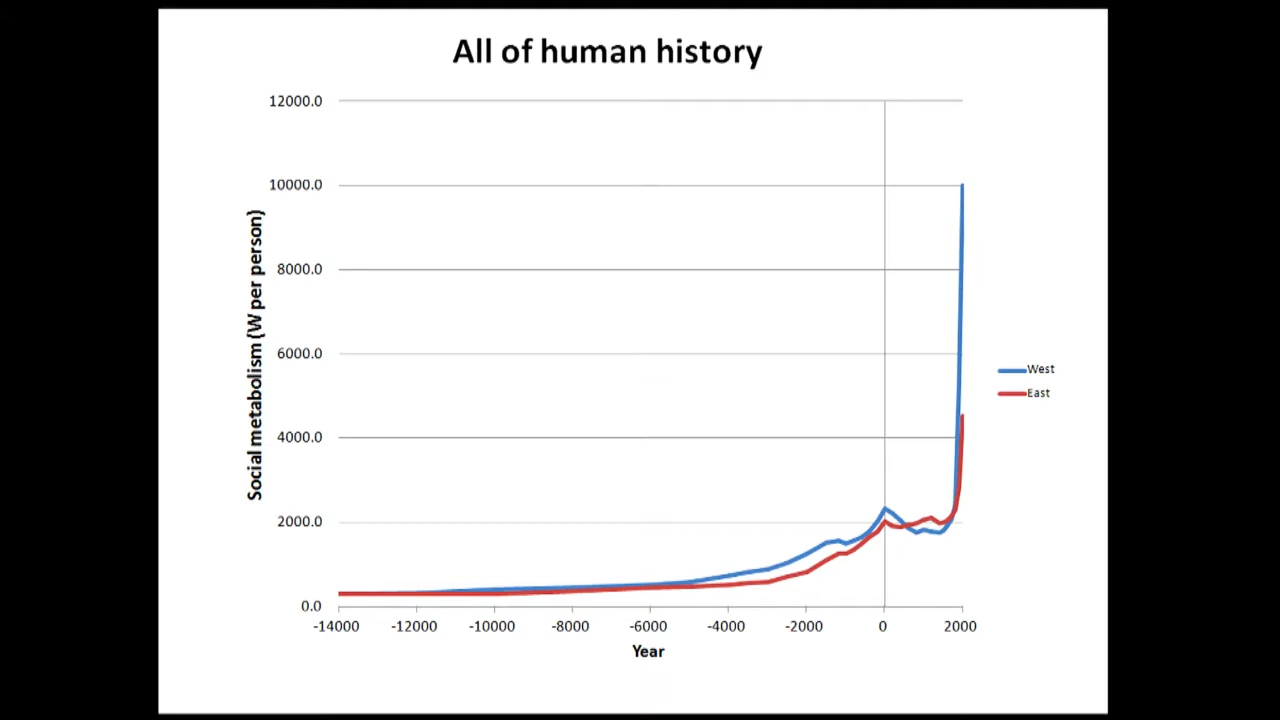 All of human history
12000.0
10000.0
8000.0
6000.0
4000.0
2000.0
0.0
Social metabolism (W per person)
-14000 -12000 -10000 -8000 -6000 -4000 -2000 0 2000
Year
West
East